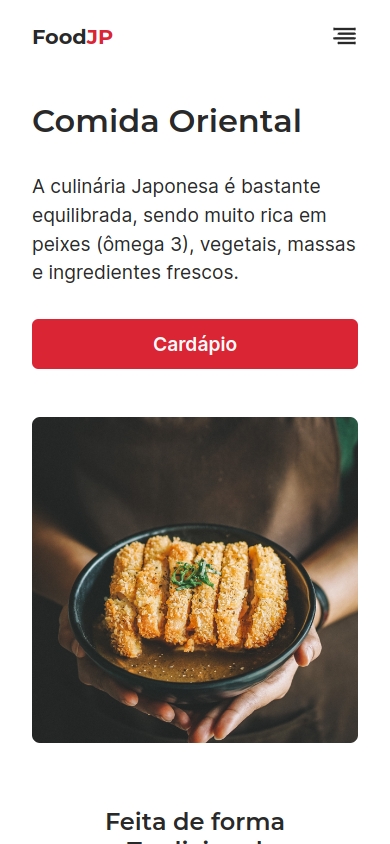 FoodJP
Comida Oriental
A culinária Japonesa é bastante
equilibrada, sendo muito rica em
peixes (ômega 3), vegetais, massas
e ingredientes frescos.
Cardápio
Feita de forma